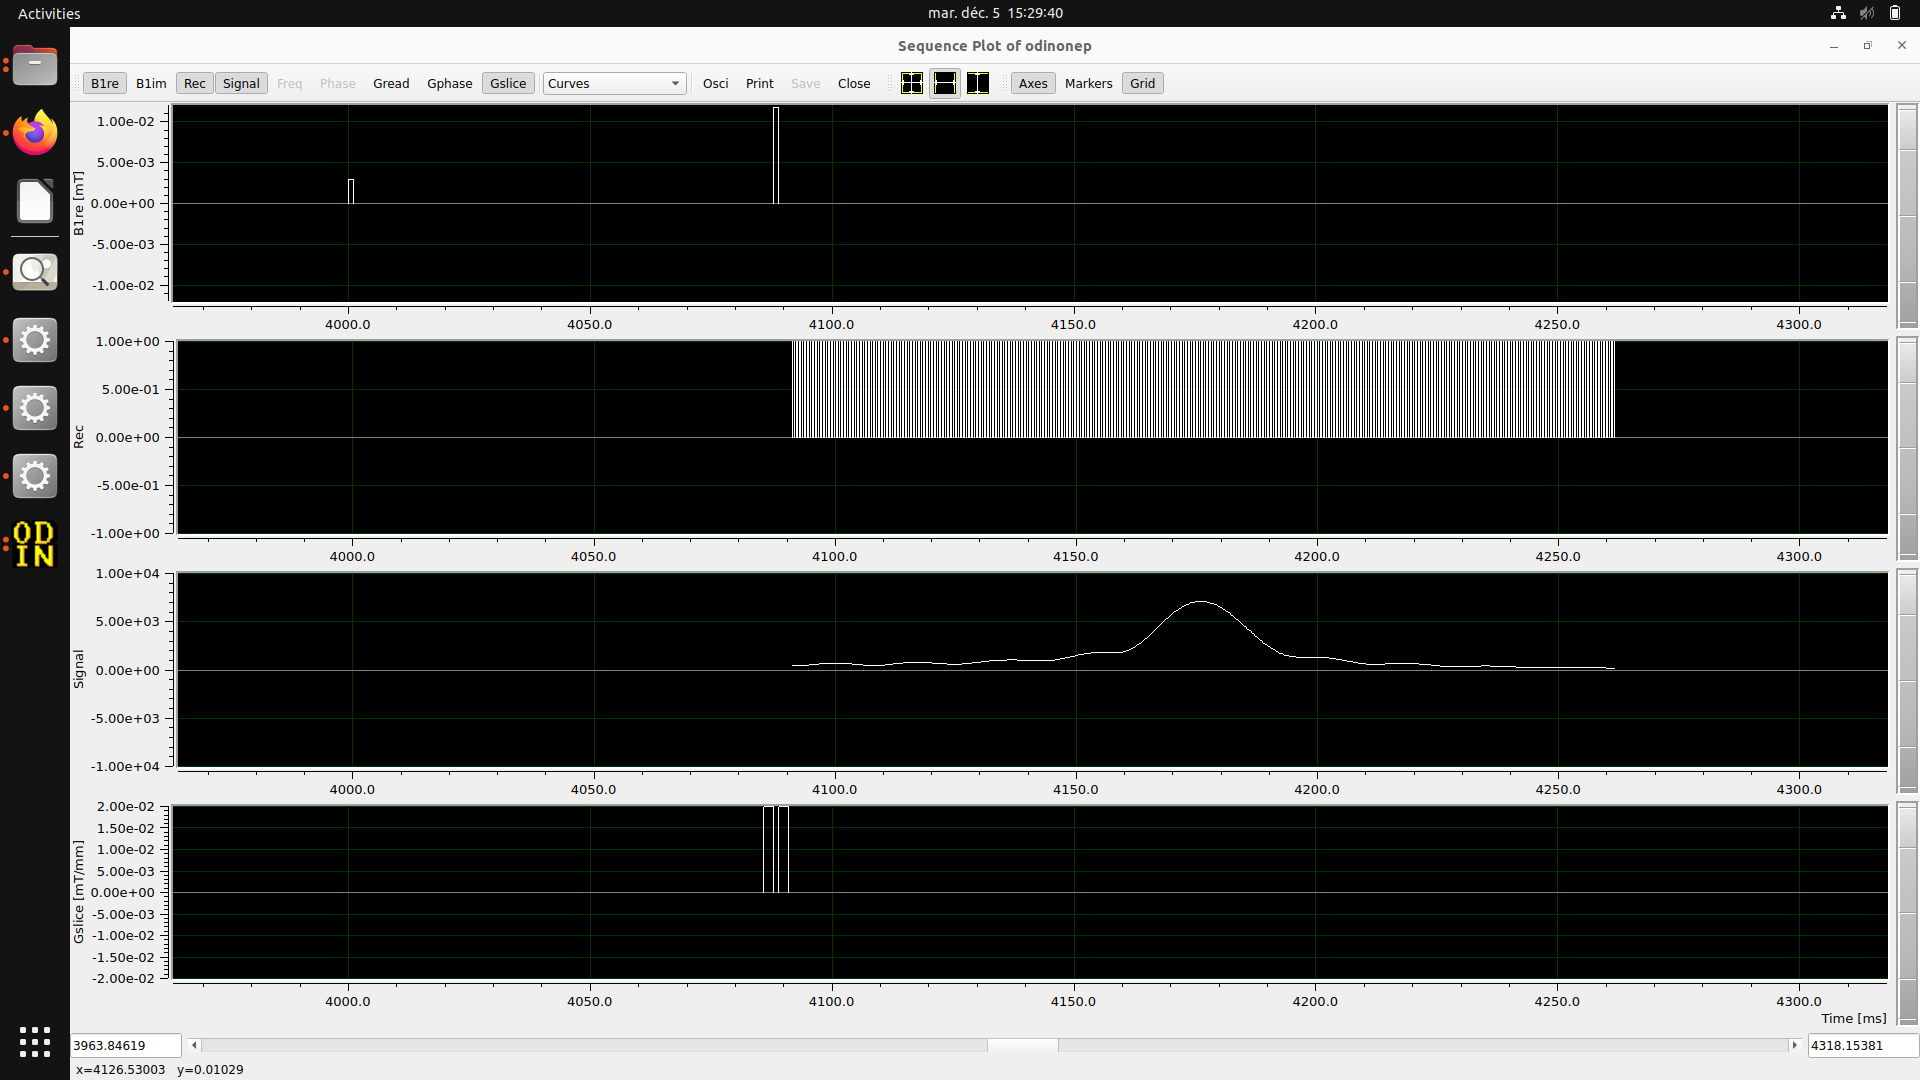 Activities
mar. déc. 5  15:29:40
Sequence Plot of odinonep
B1re B1im Rec Signal Freq Phase Gread Gphase Gslice Curves Osci Print Save Close Axes Markers Grid
B1re [mT]
1.00e-02
5.00e-03
0.00e+00
-5.00e-03
-1.00e-02
4000.0 4050.0 4100.0 4150.0 4200.0 4250.0 4300.0
Rec
1.00e+00
5.00e-01
0.00e+00
-5.00e-01
-1.00e+00
4000.0 4050.0 4100.0 4150.0 4200.0 4250.0 4300.0
Signal
1.00e+04
5.00e+03
0.00e+00
-5.00e+03
-1.00e+04
4000.0 4050.0 4100.0 4150.0 4200.0 4250.0 4300.0
Gslice [mT/mm]
2.00e-02
1.50e-02
1.00e-02
5.00e-03
0.00e+00
-5.00e-03
-1.00e-02
-1.50e-02
-2.00e-02
4000.0 4050.0 4100.0 4150.0 4200.0 4250.0 4300.0
Time [ms]
3963.84619
4318.15381
x=4126.53003   y=0.01029
OD
IN